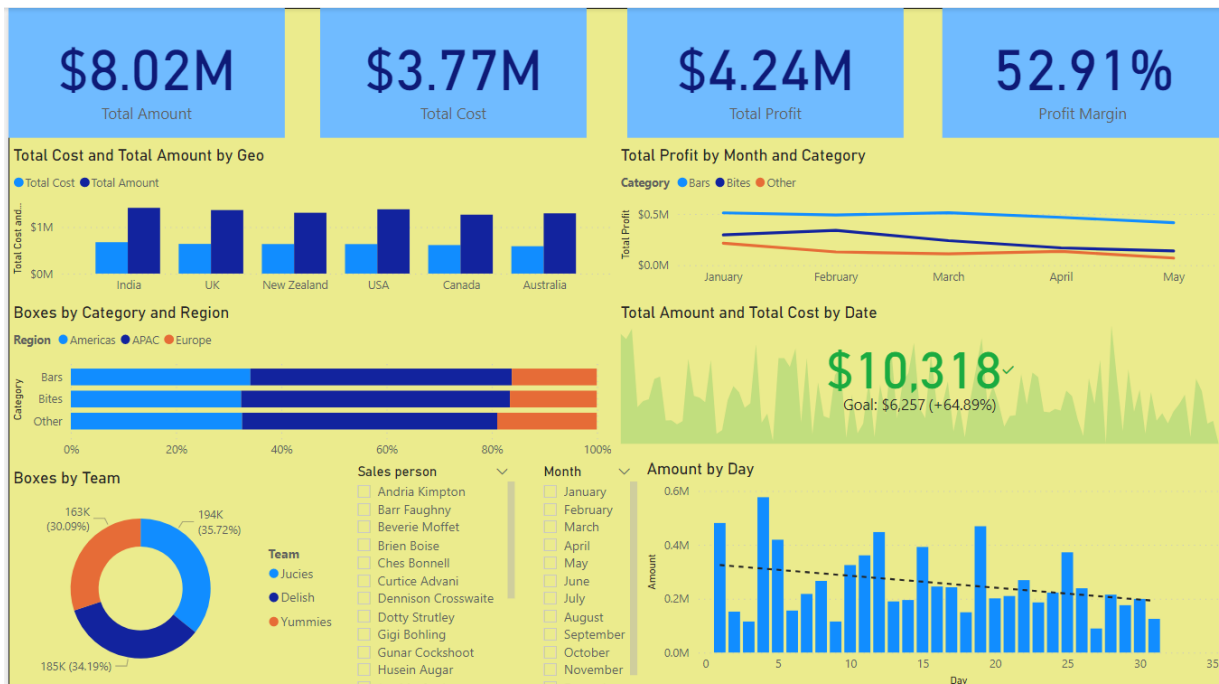 $8.02M
Total Amount
$3.77M
Total Cost
$4.24M
Total Profit
52.91%
Profit Margin
Total Cost and Total Amount by Geo
Total Cost Total Amount
Total Cost and...
$1M
$0M
India UK New Zealand USA Canada Australia
Total Profit by Month and Category
Category Bars Bites Other
Total Profit
$0.5M
$0.0M
January February March April May
Boxes by Category and Region
Region Americas APAC Europe
Category
Bars
Bites
Other
0% 20% 40% 60% 80% 100%
Total Amount and Total Cost by Date
$10,318
Goal: $6,257 (+64.89%)
Boxes by Team
163K
(30.09%)
194K
(35.72%)
185K (34.19%)
Team
Jucies
Delish
Yummies
Sales person
Andria Kimpton
Barr Faughny
Beverie Moffet
Brien Boise
Ches Bonnell
Curtice Advani
Dennison Crosswaite
Dotty Strutley
Gigi Bohling
Gunar Cockshoot
Husein Augar
Month
January
February
March
April
May
June
July
August
September
October
November
Amount by Day
Amount
0.6M
0.4M
0.2M
0.0M
0 5 10 15 20 25 30 35
Day